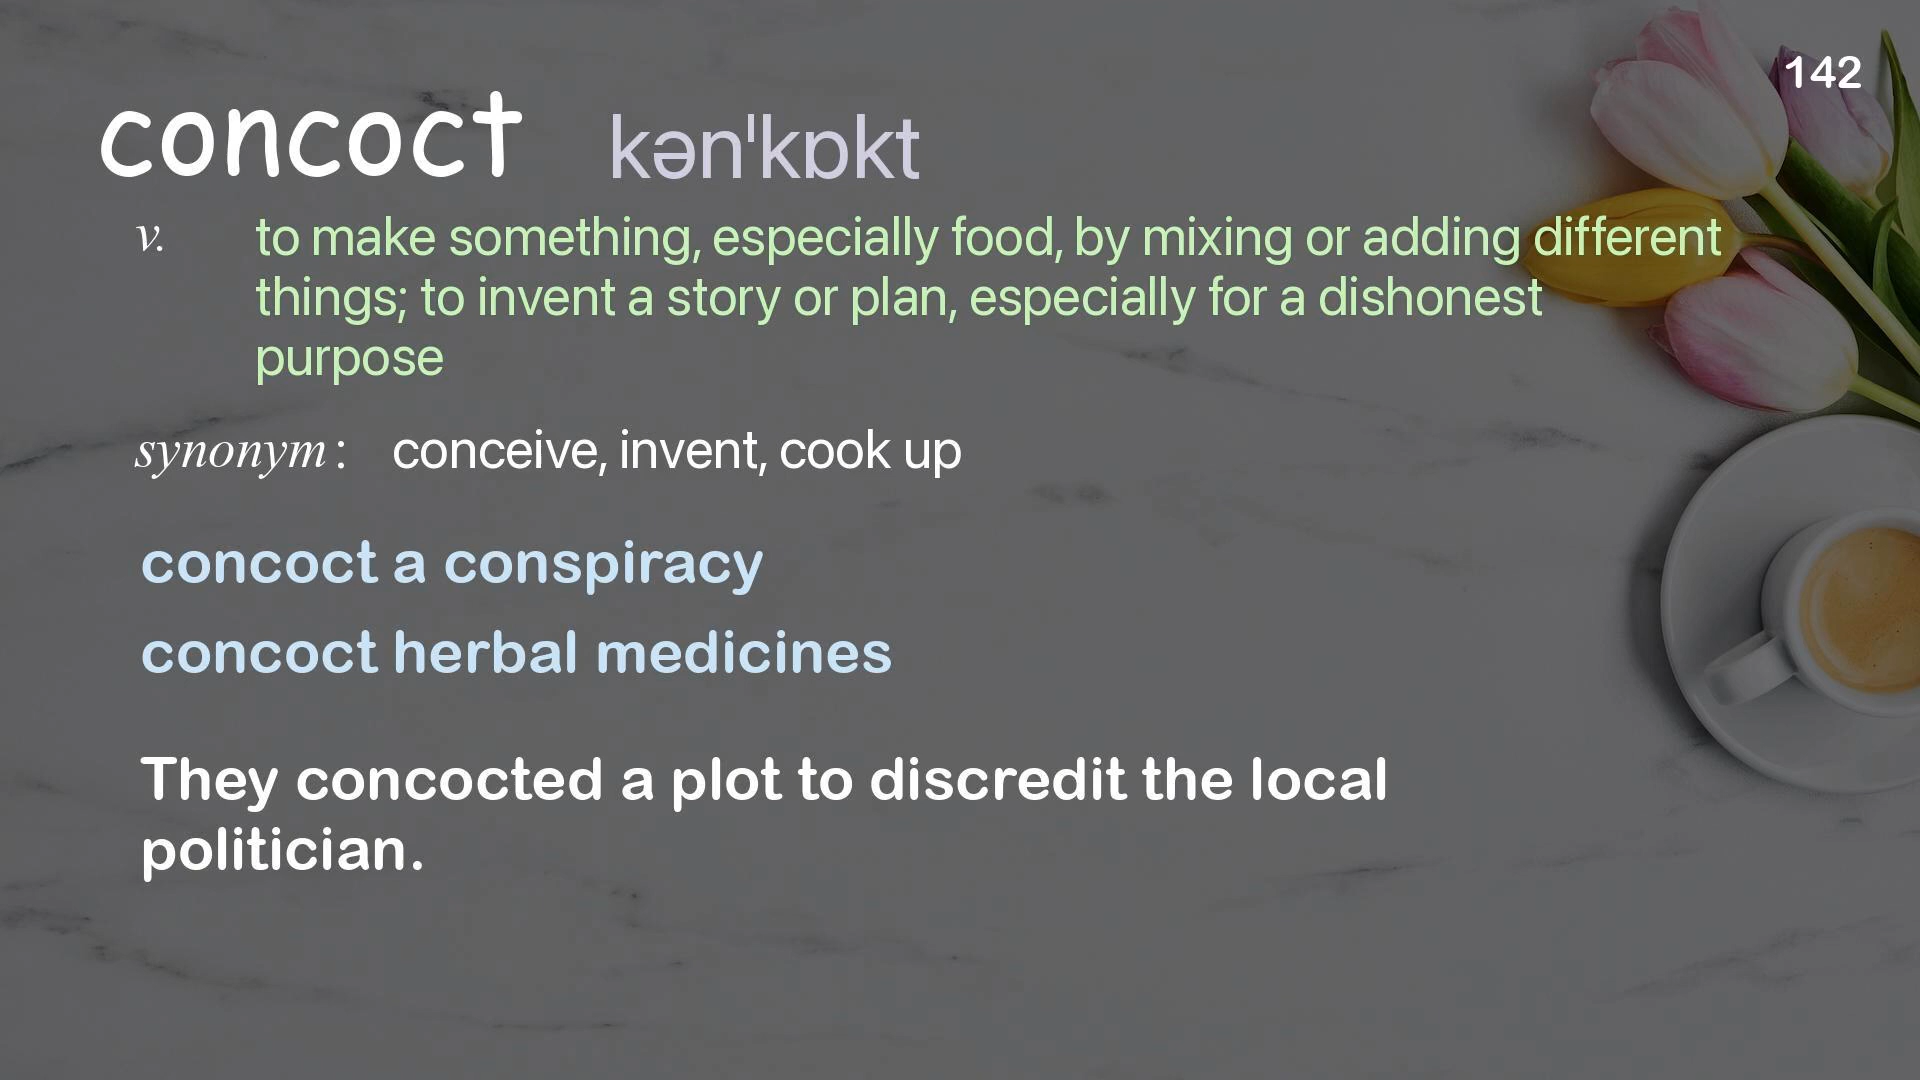 142
concoct kən'kɒkt
v. to make something, especially food, by mixing or adding different
things; to invent a story or plan, especially for a dishonest
purpose
synonym : conceive, invent, cook up
concoct a conspiracy
concoct herbal medicines
They concocted a plot to discredit the local
politician.